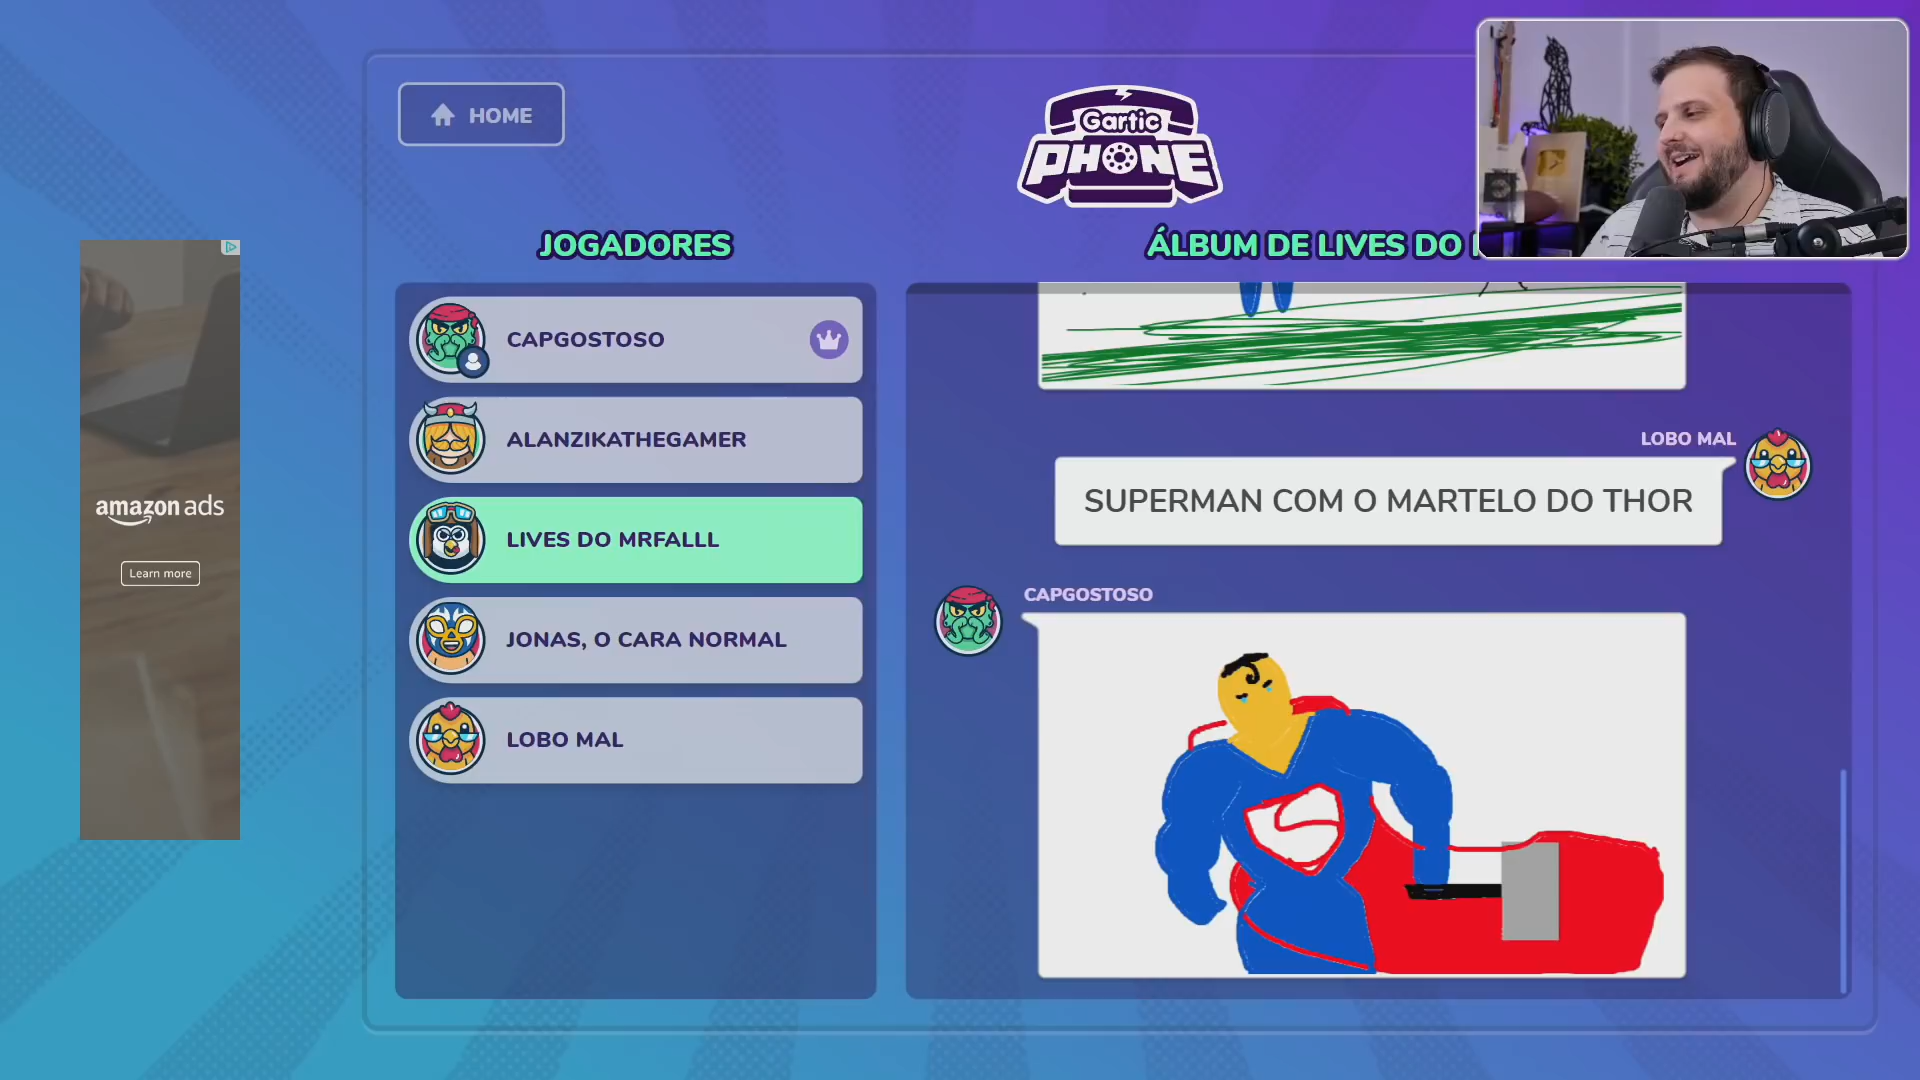 HOME
Gartic
PHONE
JOGADORES
ÁLBUM DE LIVES DO
CAPGOSTOSO
ALANZIKATHEGAMER
LIVES DO MRFALLL
JONAS, O CARA NORMAL
LOBO MAL
LOBO MAL
SUPERMAN COM O MARTELO DO THOR
CAPGOSTOSO
S
amazon ads
Learn more